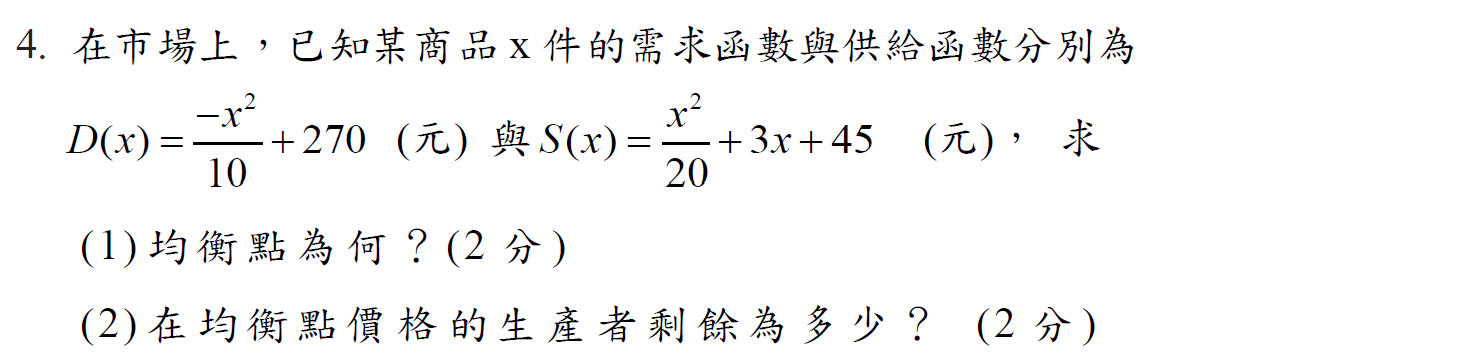 4. 在市場上，已知某商品 x 件的需求函數與供給函數分別為
D(x) = \frac{-x^2}{10} + 270 (元) 與 S(x) = \frac{x^2}{20} + 3x + 45 (元)， 求
(1)均衡點為何？(2 分)
(2)在均衡點價格的生產者剩餘為多少？ (2 分)